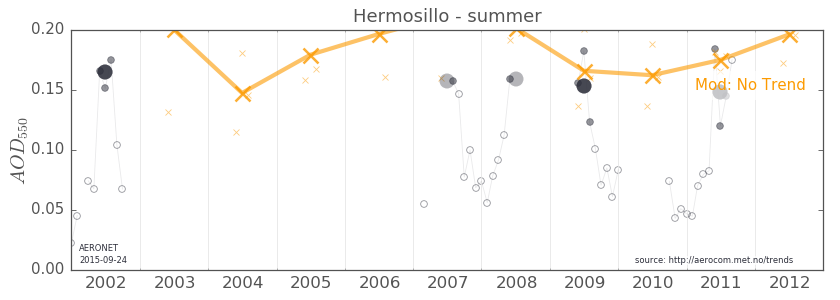 Hermosillo - summer
0.20
0.15
0.10
0.05
0.00
AOD550
Mod: No Trend
AERONET
2015-09-24
source: http://aerocom.met.no/trends
2002 2003 2004 2005 2006 2007 2008 2009 2010 2011 2012